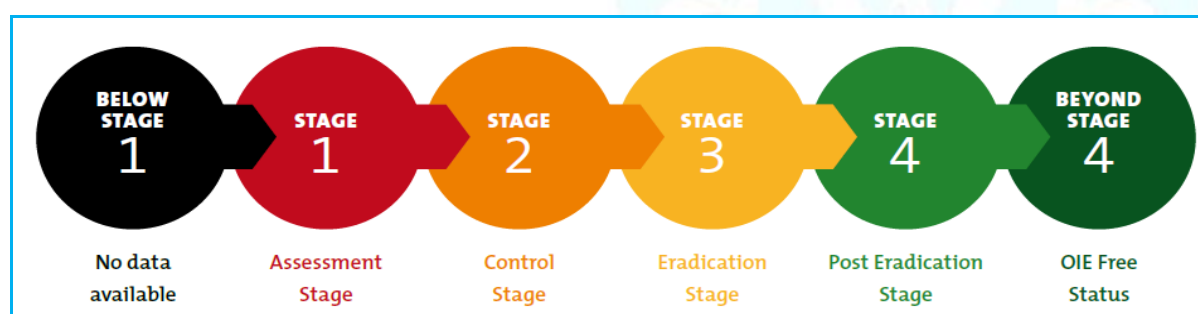 BELOW
STAGE
1
STAGE
1
STAGE
2
STAGE
3
STAGE
4
BEYOND
STAGE
4
No data
available
Assessment
Stage
Control
Stage
Eradication
Stage
Post Eradication
Stage
OIE Free
Status